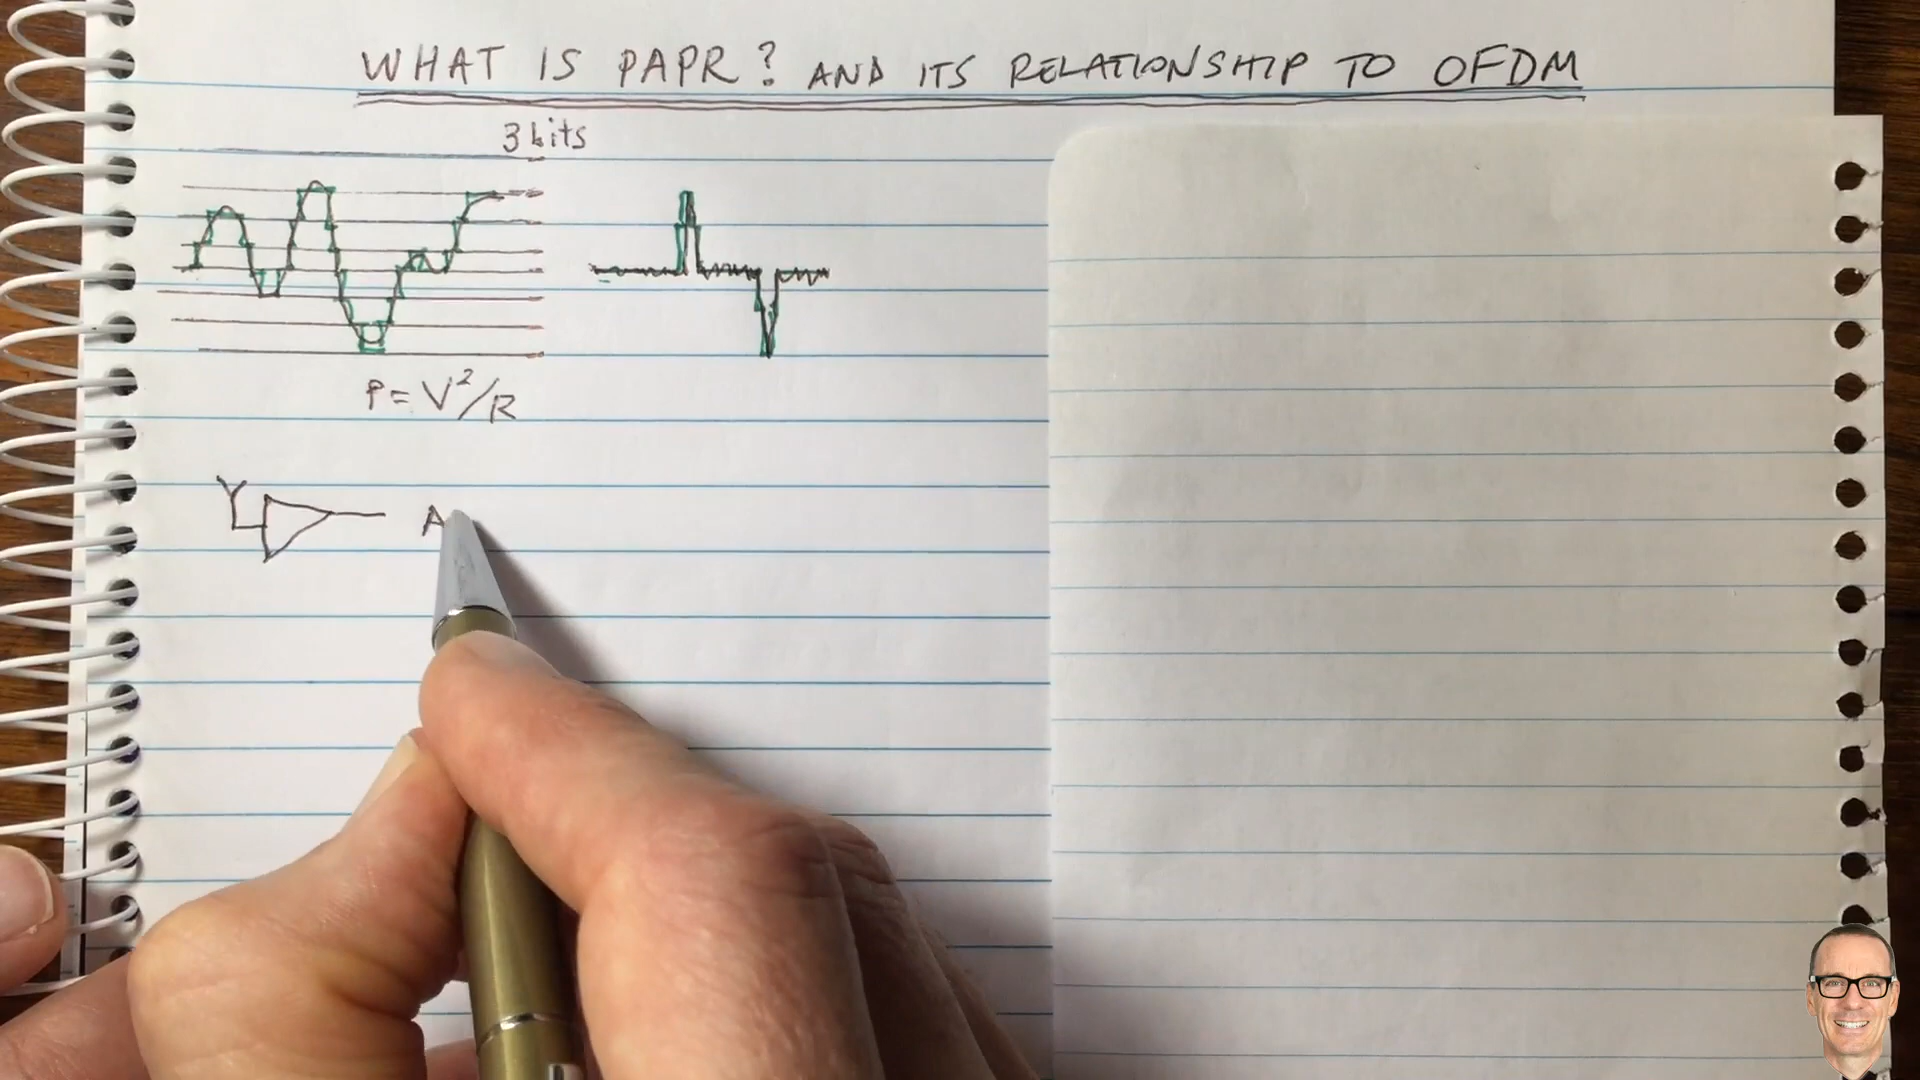 WHAT IS PAPR? AND ITS RELATIONSHIP TO OFDM
3 bits
P = V²/R
A